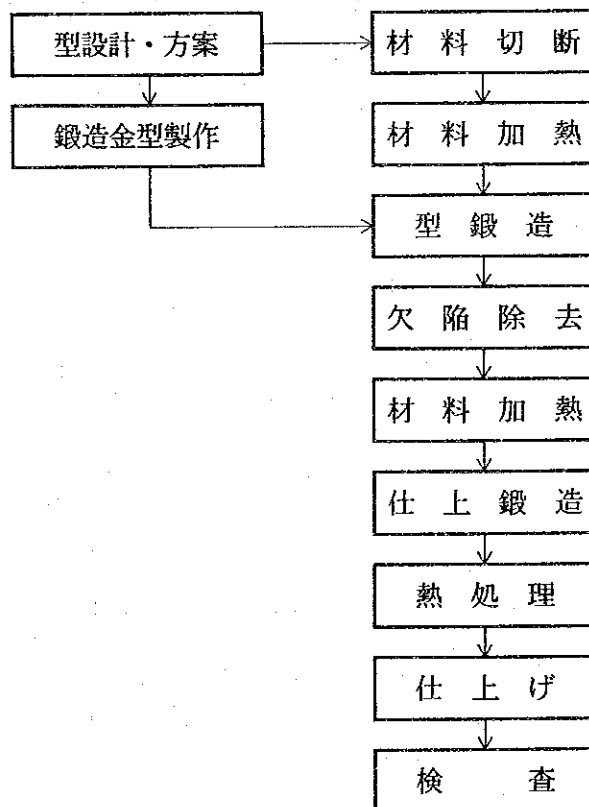 型設計・方案
材料切断
鍛造金型製作
材料加熱
型鍛造
欠陥除去
材料加熱
仕上鍛造
熱処理
仕上げ
検査